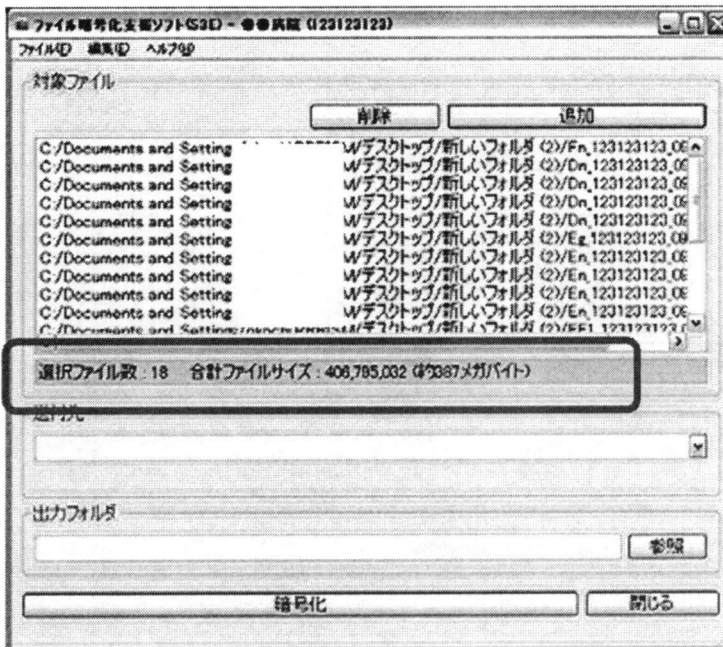 ファイル暗号化支援ソフト(S3E) - ●●病院 (123123123)
ファイル(F) 編集(E) ヘルプ(H)
対象ファイル
削除 追加
C:/Documents and Setting M/デスクトップ/新しいフォルダ (2)/Fn_123123123_09
C:/Documents and Setting M/デスクトップ/新しいフォルダ (2)/Dn_123123123_09
C:/Documents and Setting M/デスクトップ/新しいフォルダ (2)/Dn_123123123_09
C:/Documents and Setting M/デスクトップ/新しいフォルダ (2)/Dn_123123123_09
C:/Documents and Setting M/デスクトップ/新しいフォルダ (2)/Dn_123123123_09
C:/Documents and Setting M/デスクトップ/新しいフォルダ (2)/Eg_123123123_09
C:/Documents and Setting M/デスクトップ/新しいフォルダ (2)/En_123123123_09
C:/Documents and Setting M/デスクトップ/新しいフォルダ (2)/En_123123123_09
C:/Documents and Setting M/デスクトップ/新しいフォルダ (2)/En_123123123_09
C:/Documents and Settings M/デスクトップ/新しいフォルダ (2)/FF1_123123123_
選択ファイル数 : 18 合計ファイルサイズ : 406,785,032 (約387メガバイト)
送付先
出力フォルダ
参照
暗号化 閉じる